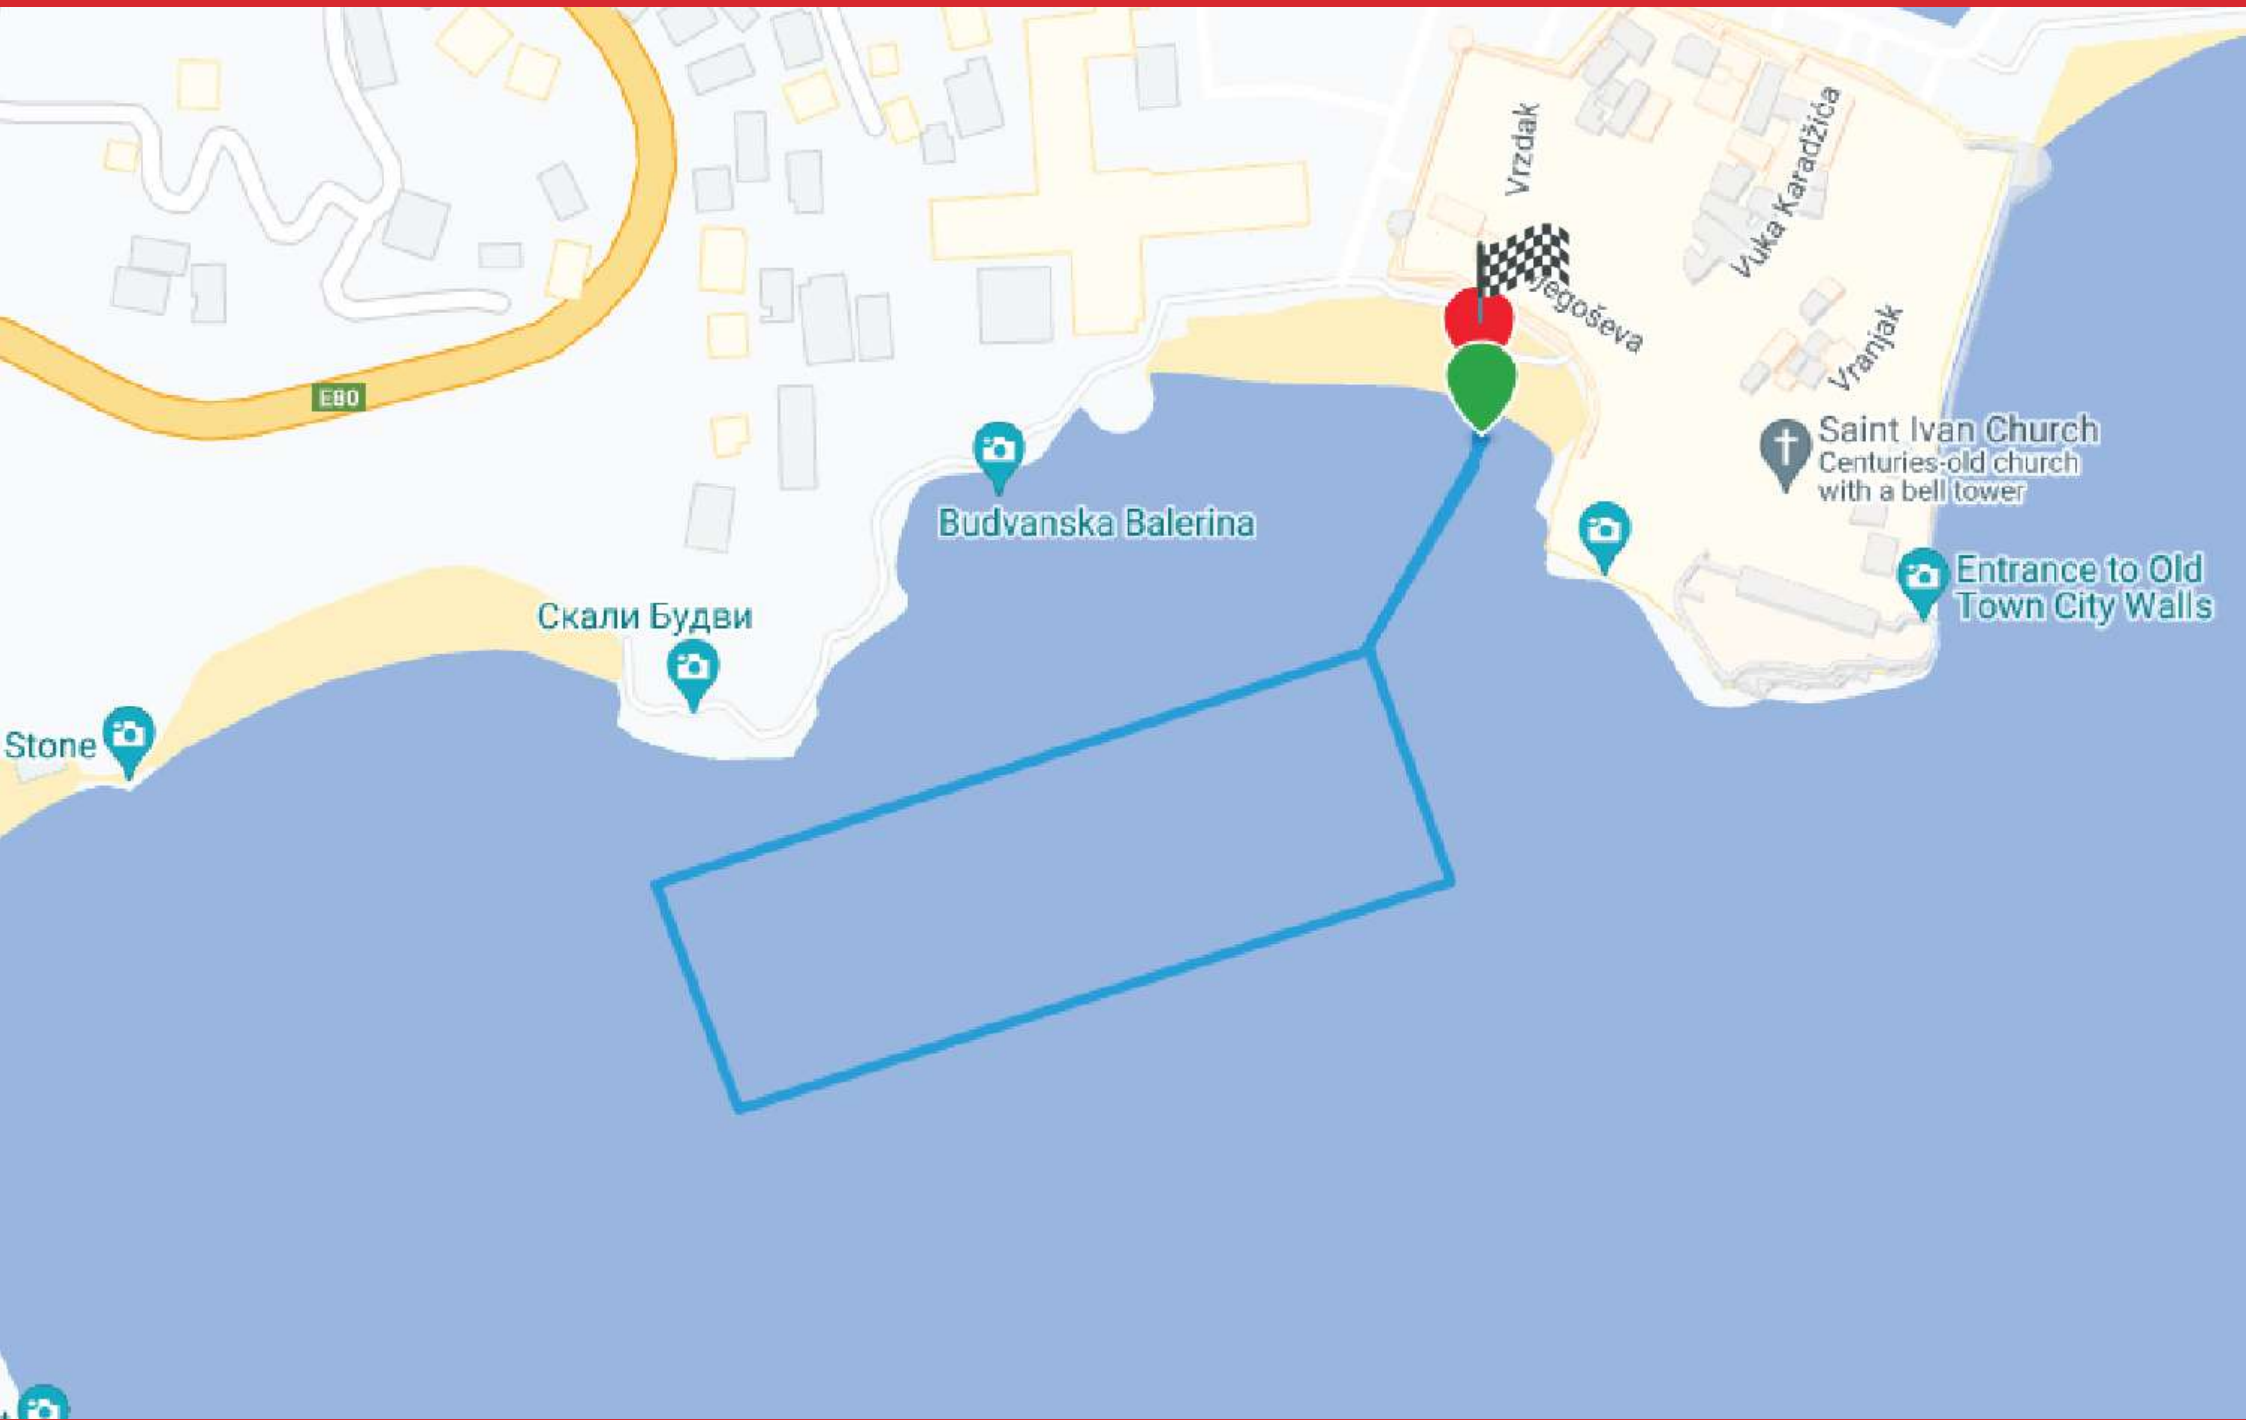 Vrzdak
Vuka Karadžića
Njegoševa
Vranjak
E80
Saint Ivan Church
Centuries-old church
with a bell tower
Budvanska Balerina
Entrance to Old
Town City Walls
Скали Будви
Stone